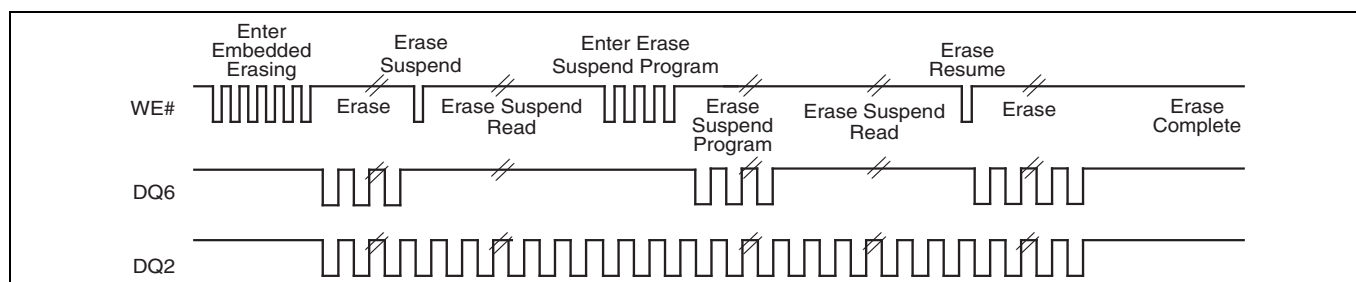 Enter
Embedded
Erasing
Erase
Suspend
Enter Erase
Suspend Program
Erase
Resume
WE#
Erase
Erase Suspend
Read
Erase
Suspend
Program
Erase Suspend
Read
Erase
Erase
Complete
DQ6
DQ2